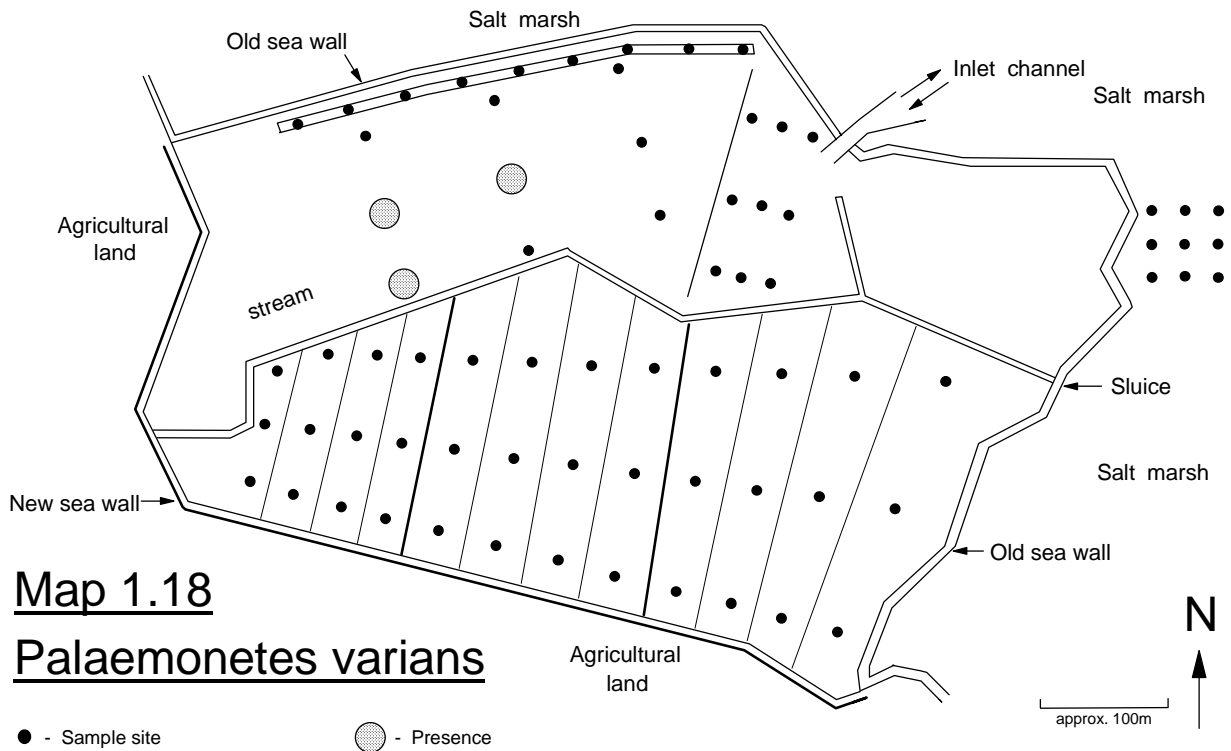 Salt marsh
Old sea wall
Inlet channel
Salt marsh
Agricultural
land
stream
Sluice
New sea wall
Salt marsh
Old sea wall
Map 1.18
Palaemonetes varians
Agricultural
land
N
approx. 100m
- Sample site
- Presence